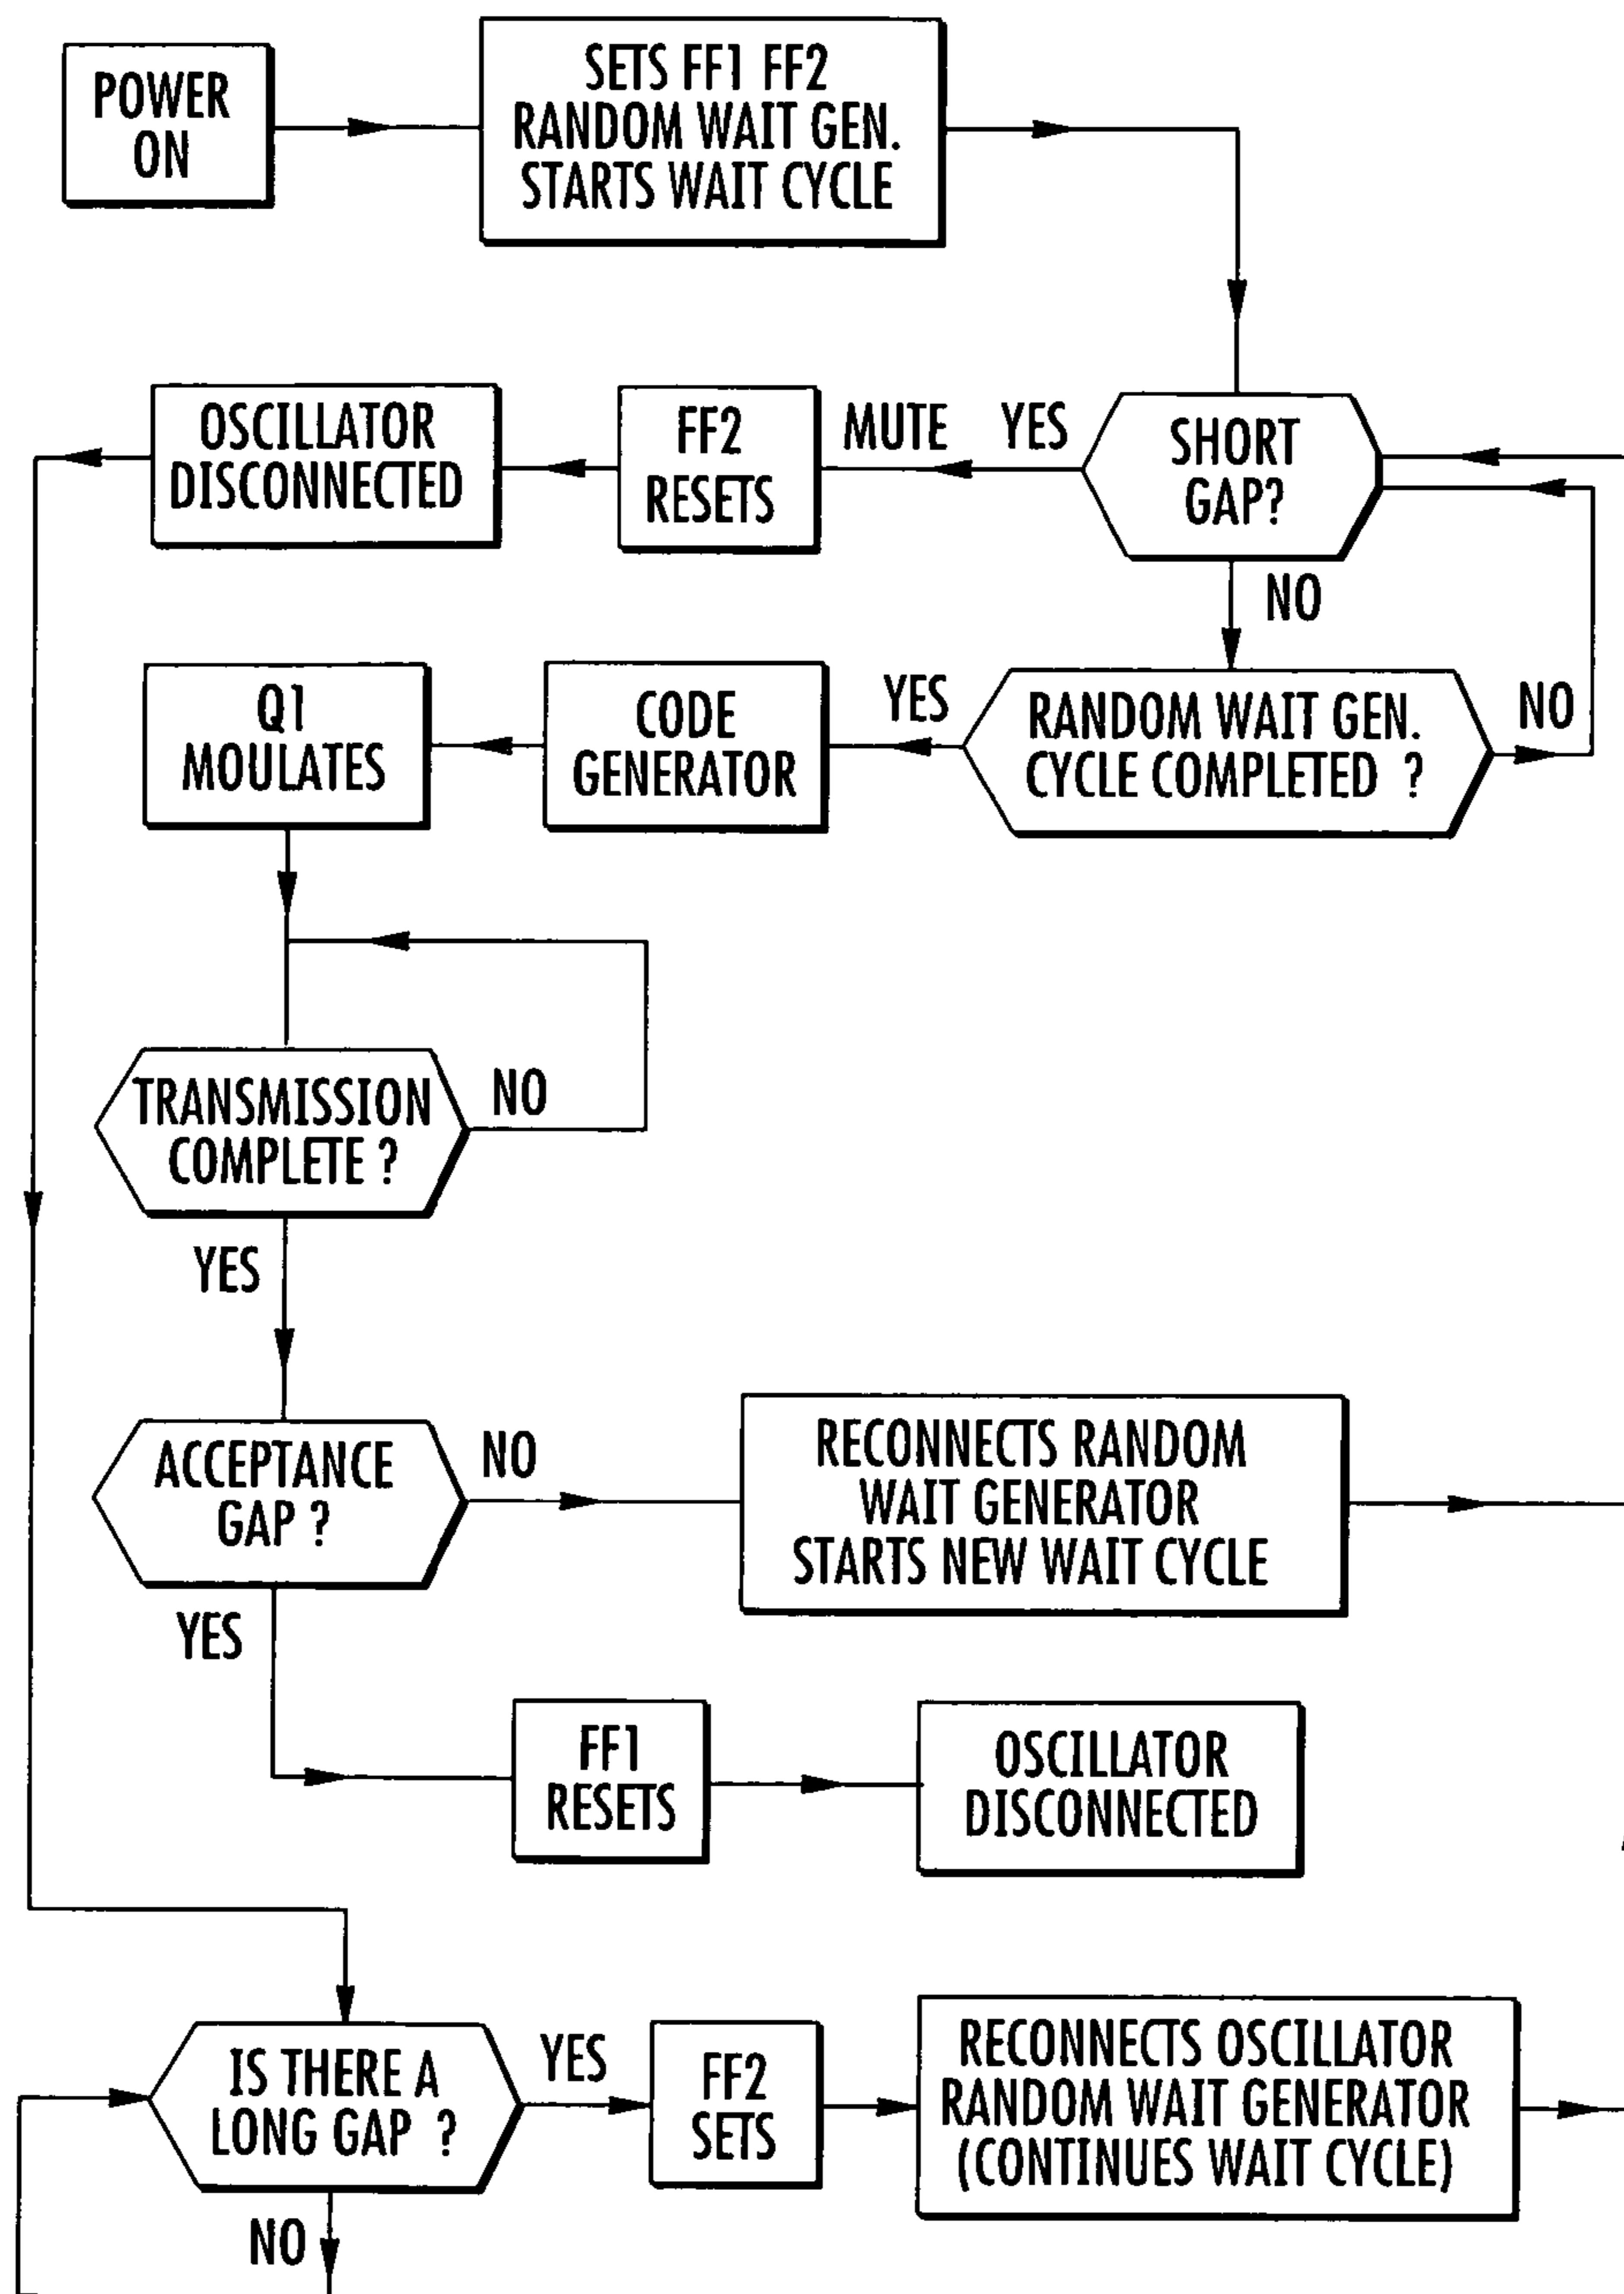 POWER
ON
SETS FF1 FF2
RANDOM WAIT GEN.
STARTS WAIT CYCLE
OSCILLATOR
DISCONNECTED
FF2
RESETS
MUTE
YES
SHORT
GAP?
NO
Q1
MOULATES
CODE
GENERATOR
YES
RANDOM WAIT GEN.
CYCLE COMPLETED ?
NO
TRANSMISSION
COMPLETE ?
NO
YES
ACCEPTANCE
GAP ?
NO
RECONNECTS RANDOM
WAIT GENERATOR
STARTS NEW WAIT CYCLE
YES
FF1
RESETS
OSCILLATOR
DISCONNECTED
IS THERE A
LONG GAP ?
YES
FF2
SETS
RECONNECTS OSCILLATOR
RANDOM WAIT GENERATOR
(CONTINUES WAIT CYCLE)
NO